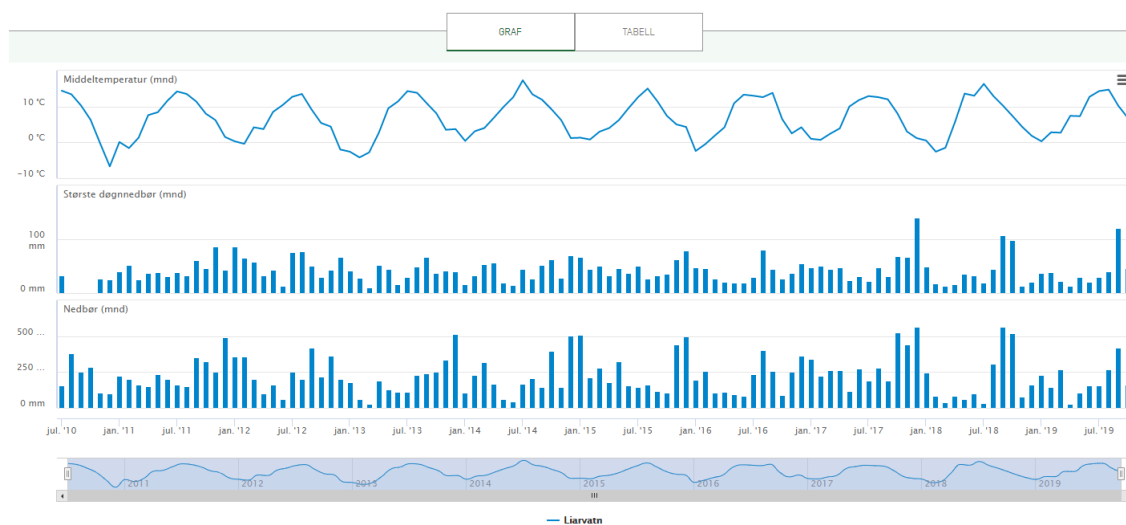 GRAF TABELL
Middeltemperatur (mnd)
10 °C
0 °C
−10 °C
Største døgnnedbør (mnd)
100
mm
0 mm
Nedbør (mnd)
500 ...
250 ...
0 mm
jul. '10 jan. '11 jul. '11 jan. '12 jul. '12 jan. '13 jul. '13 jan. '14 jul. '14 jan. '15 jul. '15 jan. '16 jul. '16 jan. '17 jul. '17 jan. '18 jul. '18 jan. '19 jul. '19
2011 2012 2013 2014 2015 2016 2017 2018 2019
Liarvatn